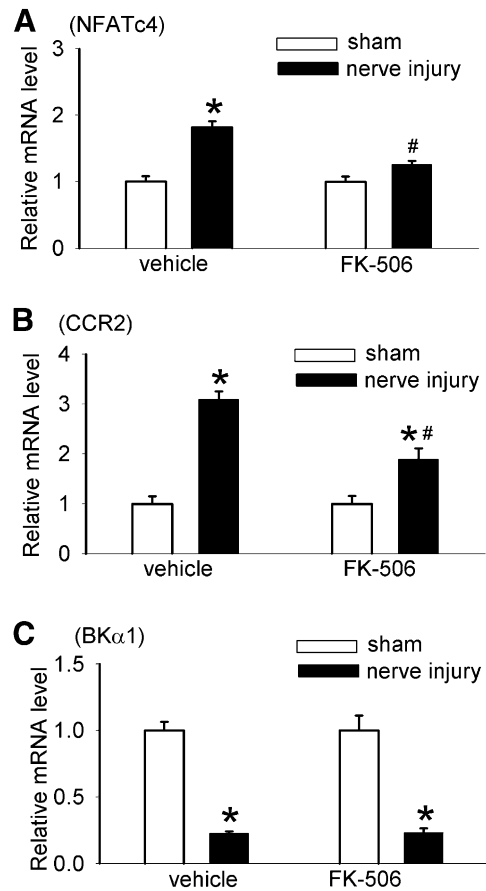 A (NFATc4)
sham
nerve injury
Relative mRNA level
3
2
1
0
*
#
vehicle
FK-506
B (CCR2)
sham
nerve injury
Relative mRNA level
4
3
2
1
0
*
* #
vehicle
FK-506
C (BKα1)
sham
nerve injury
Relative mRNA level
1.5
1.0
0.5
0.0
*
*
vehicle
FK-506